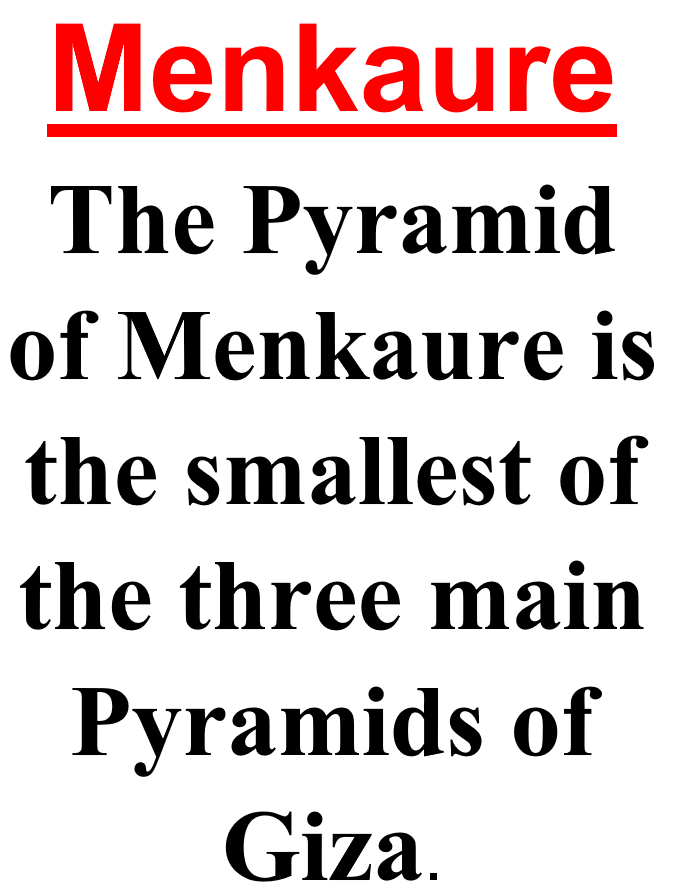 Menkaure
The Pyramid
of Menkaure is
the smallest of
the three main
Pyramids of
Giza.